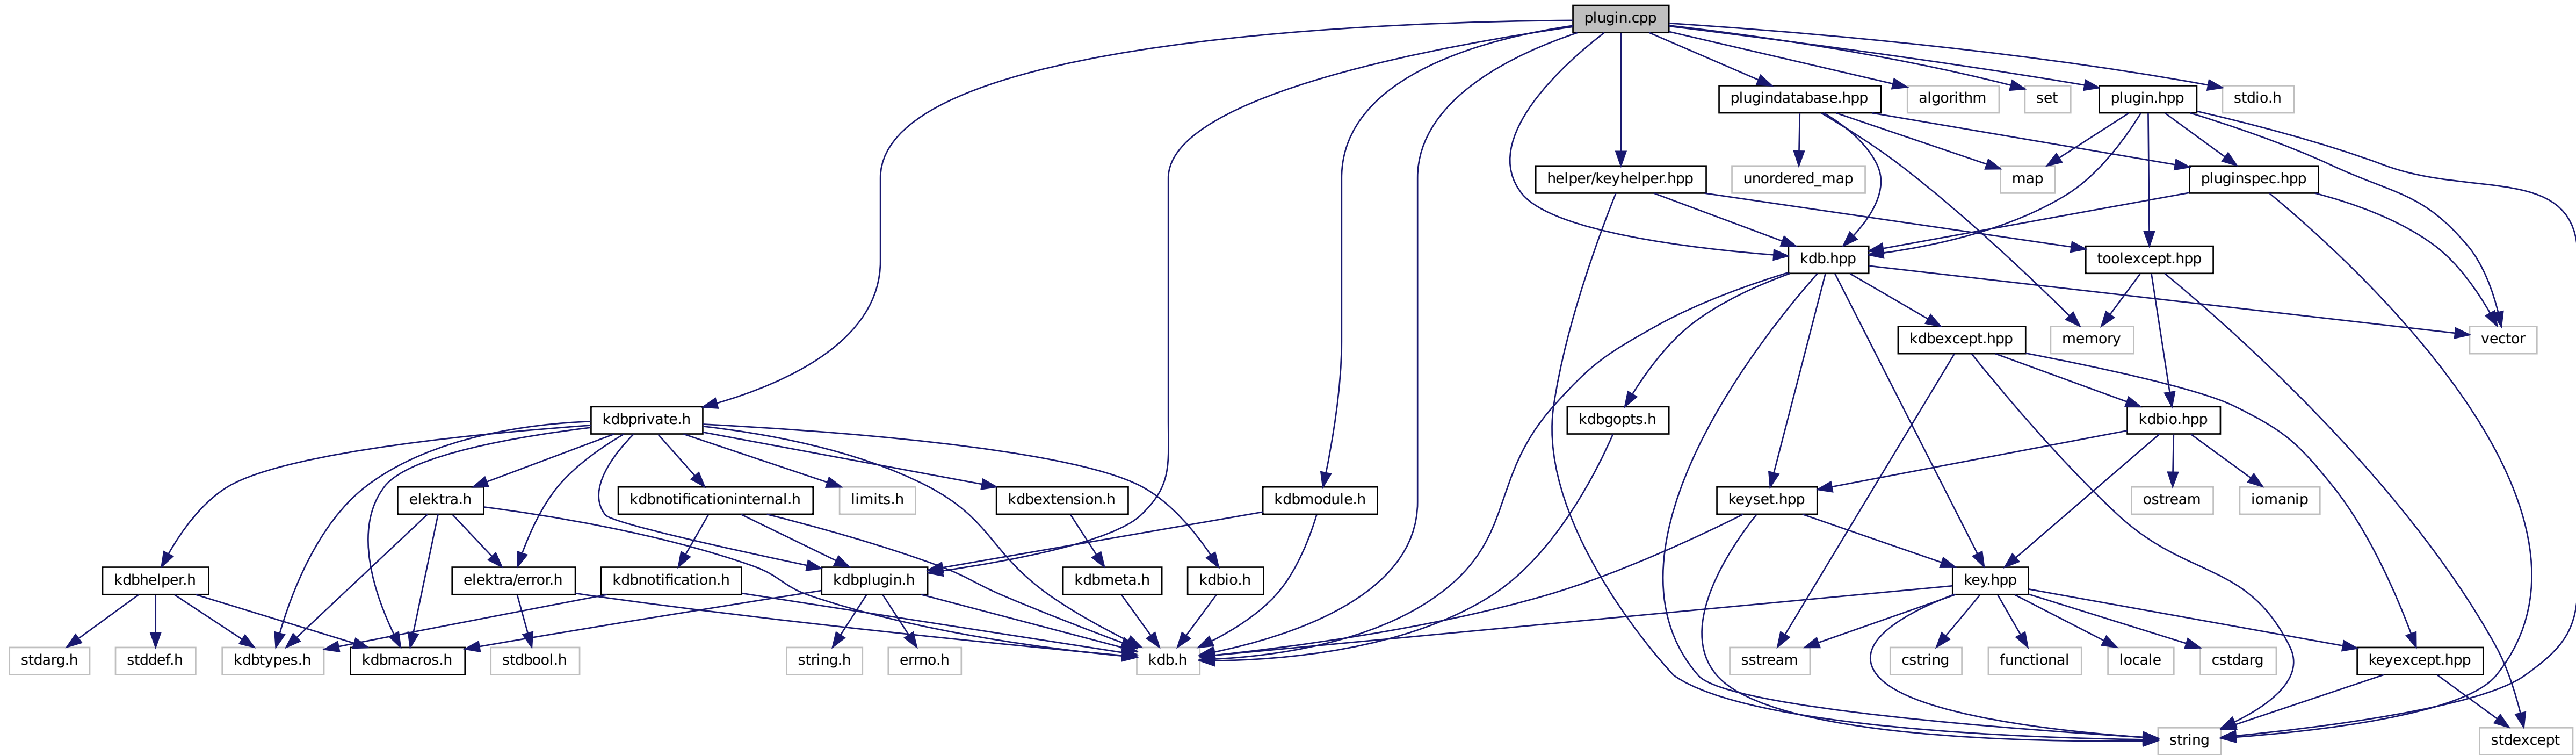 plugin.cpp
plugindatabase.hpp
algorithm
set
plugin.hpp
stdio.h
helper/keyhelper.hpp
unordered_map
map
pluginspec.hpp
kdb.hpp
toolexcept.hpp
kdbexcept.hpp
memory
vector
kdbprivate.h
kdbgopts.h
kdbio.hpp
elektra.h
kdbnotificationinternal.h
limits.h
kdbextension.h
kdbmodule.h
keyset.hpp
ostream
iomanip
kdbhelper.h
elektra/error.h
kdbnotification.h
kdbplugin.h
kdbmeta.h
kdbio.h
key.hpp
stdarg.h
stddef.h
kdbtypes.h
kdbmacros.h
stdbool.h
string.h
errno.h
kdb.h
sstream
cstring
functional
locale
cstdarg
keyexcept.hpp
string
stdexcept